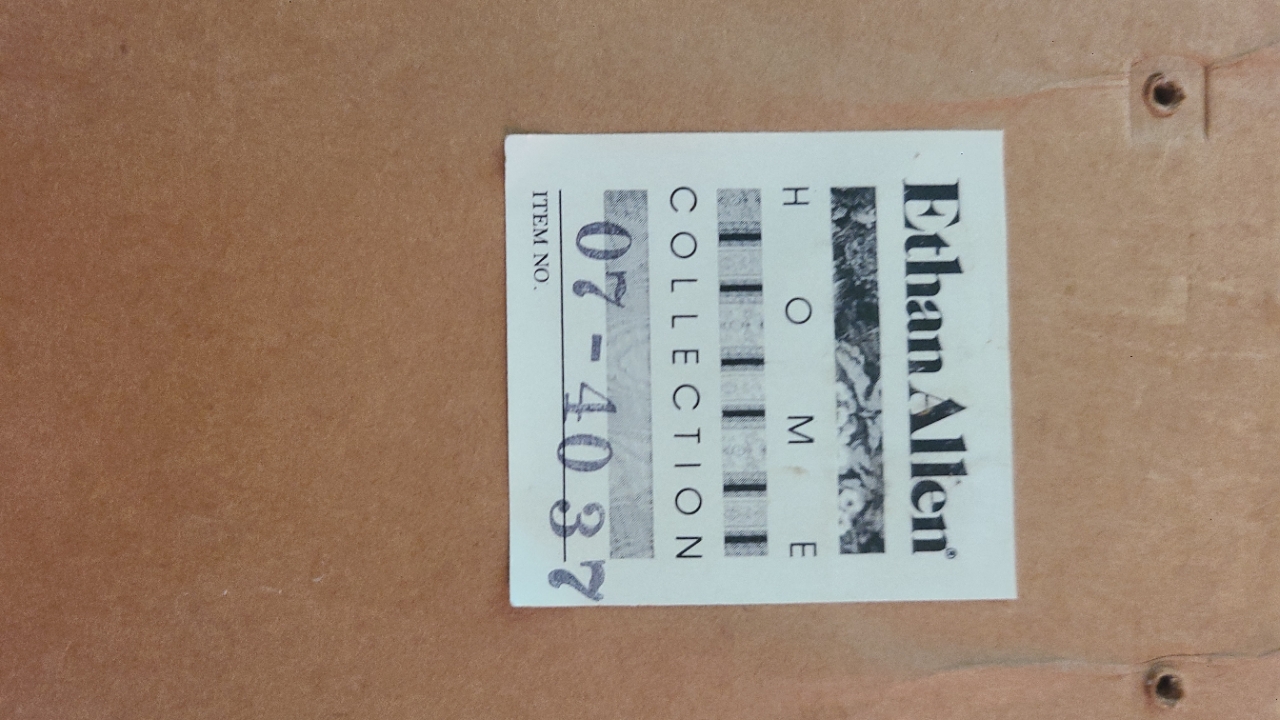 Ethan Allen®
HOME
COLLECTION
07-4037
ITEM NO.